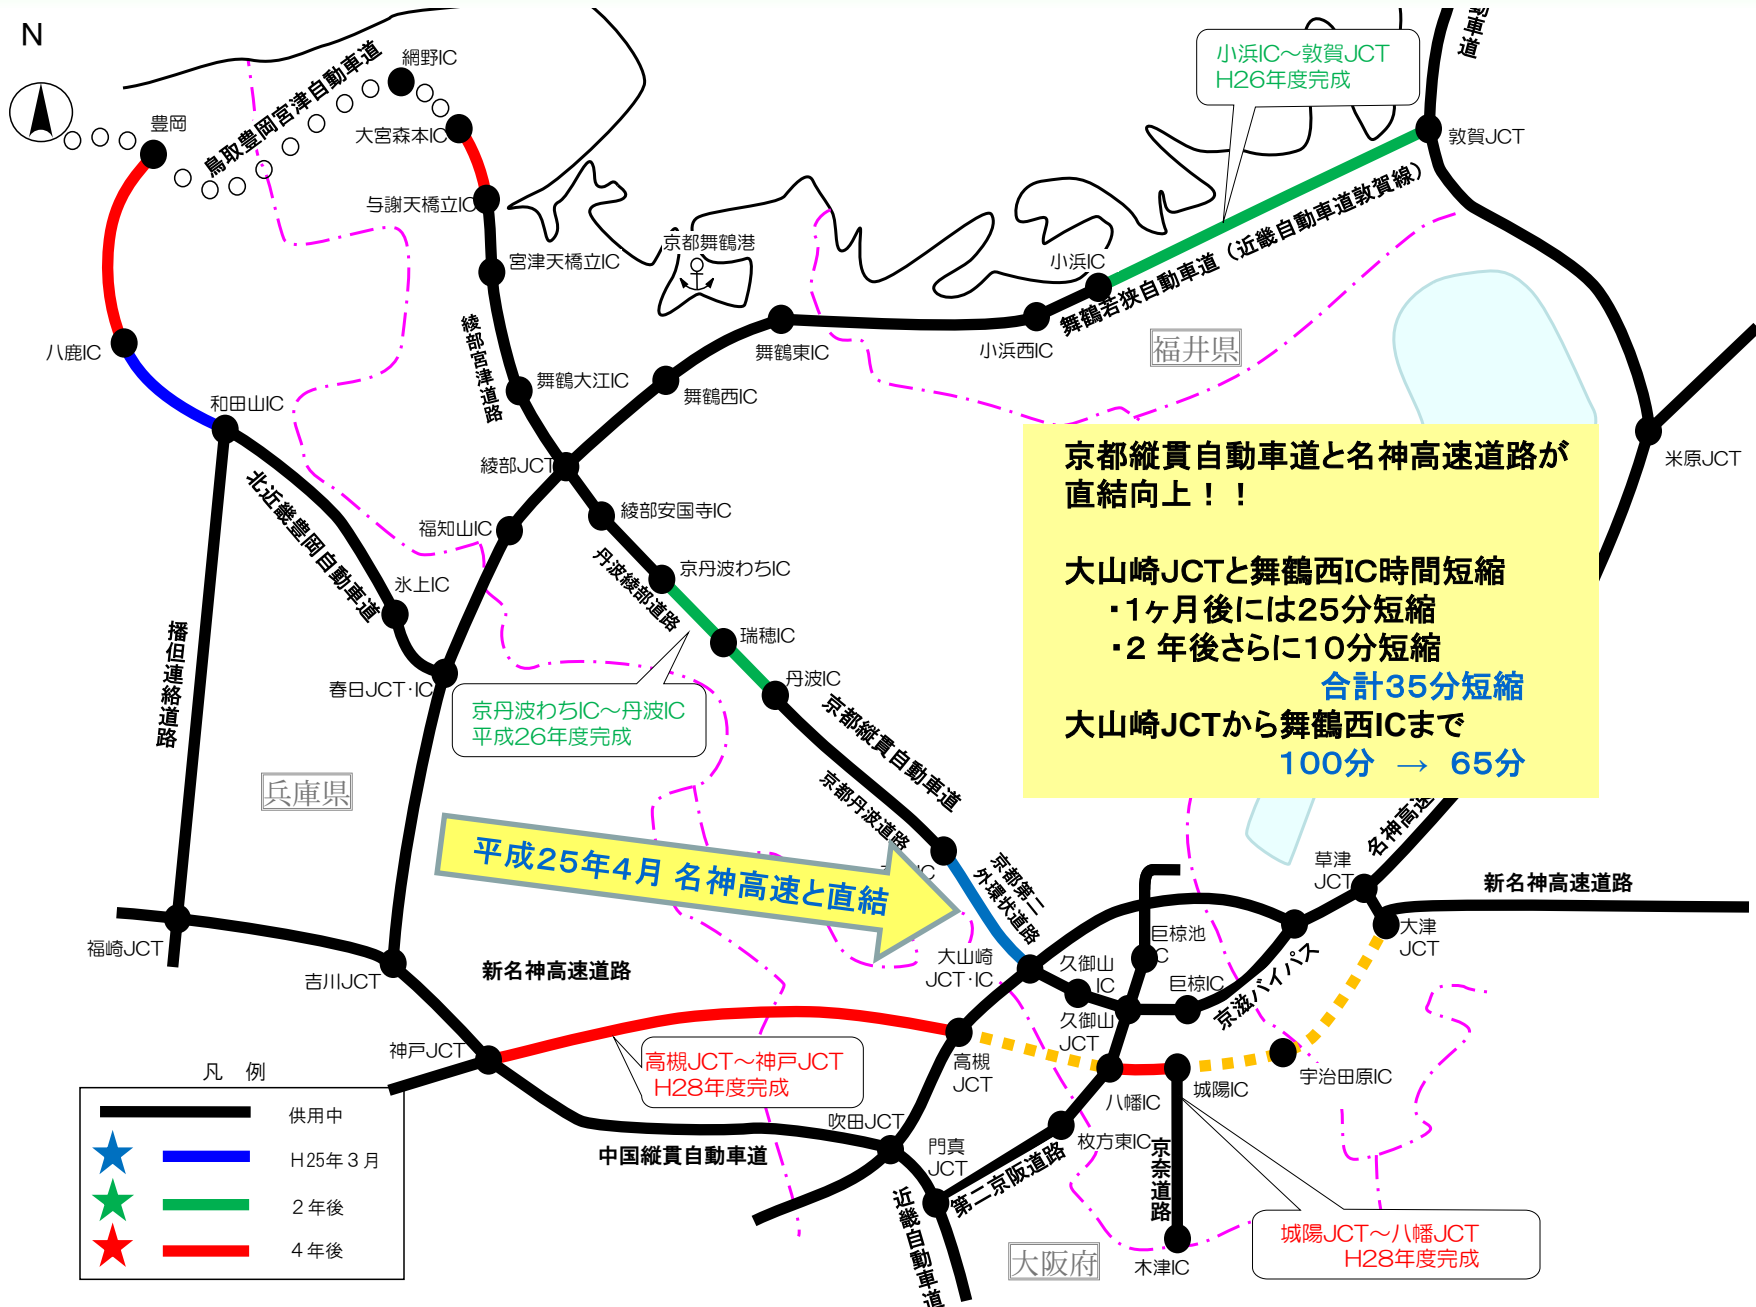 N
網野IC
鳥取豊岡宮津自動車道
豊岡
大宮森本IC
与謝天橋立IC
宮津天橋立IC
京都舞鶴港
小浜IC～敦賀JCT
H26年度完成
動車道
敦賀JCT
小浜IC
舞鶴若狭自動車道（近畿自動車道敦賀線）
小浜西IC
福井県
舞鶴東IC
舞鶴西IC
綾部宮津道路
舞鶴大江IC
八鹿IC
和田山IC
綾部JCT
北近畿豊岡自動車道
綾部安国寺IC
福知山IC
京丹波わちIC
丹波綾部道路
氷上IC
瑞穂IC
播但連絡道路
春日JCT・IC
丹波IC
京丹波わちIC～丹波IC
平成26年度完成
京都縦貫自動車道
京都縦貫自動車道と名神高速道路が
直結向上！！
大山崎JCTと舞鶴西IC時間短縮
・1ヶ月後には25分短縮
・2 年後さらに10分短縮
合計35分短縮
大山崎JCTから舞鶴西ICまで
100分 → 65分
米原JCT
兵庫県
京都丹波道路
平成25年4月 名神高速と直結
京都第二
外環状道路
名神高速
草津
JCT
新名神高速道路
大津
JCT
福崎JCT
吉川JCT
新名神高速道路
大山崎
JCT・IC
巨椋池
久御山
IC
巨椋IC
京滋バイパス
久御山
JCT
神戸JCT
高槻JCT～神戸JCT
H28年度完成
高槻
JCT
八幡IC
城陽IC
宇治田原IC
吹田JCT
中国縦貫自動車道
門真
JCT
枚方東IC
第二京阪道路
京奈道路
近畿自動車道
大阪府
木津IC
城陽JCT～八幡JCT
H28年度完成
凡 例
供用中
H25年３月
２年後
４年後